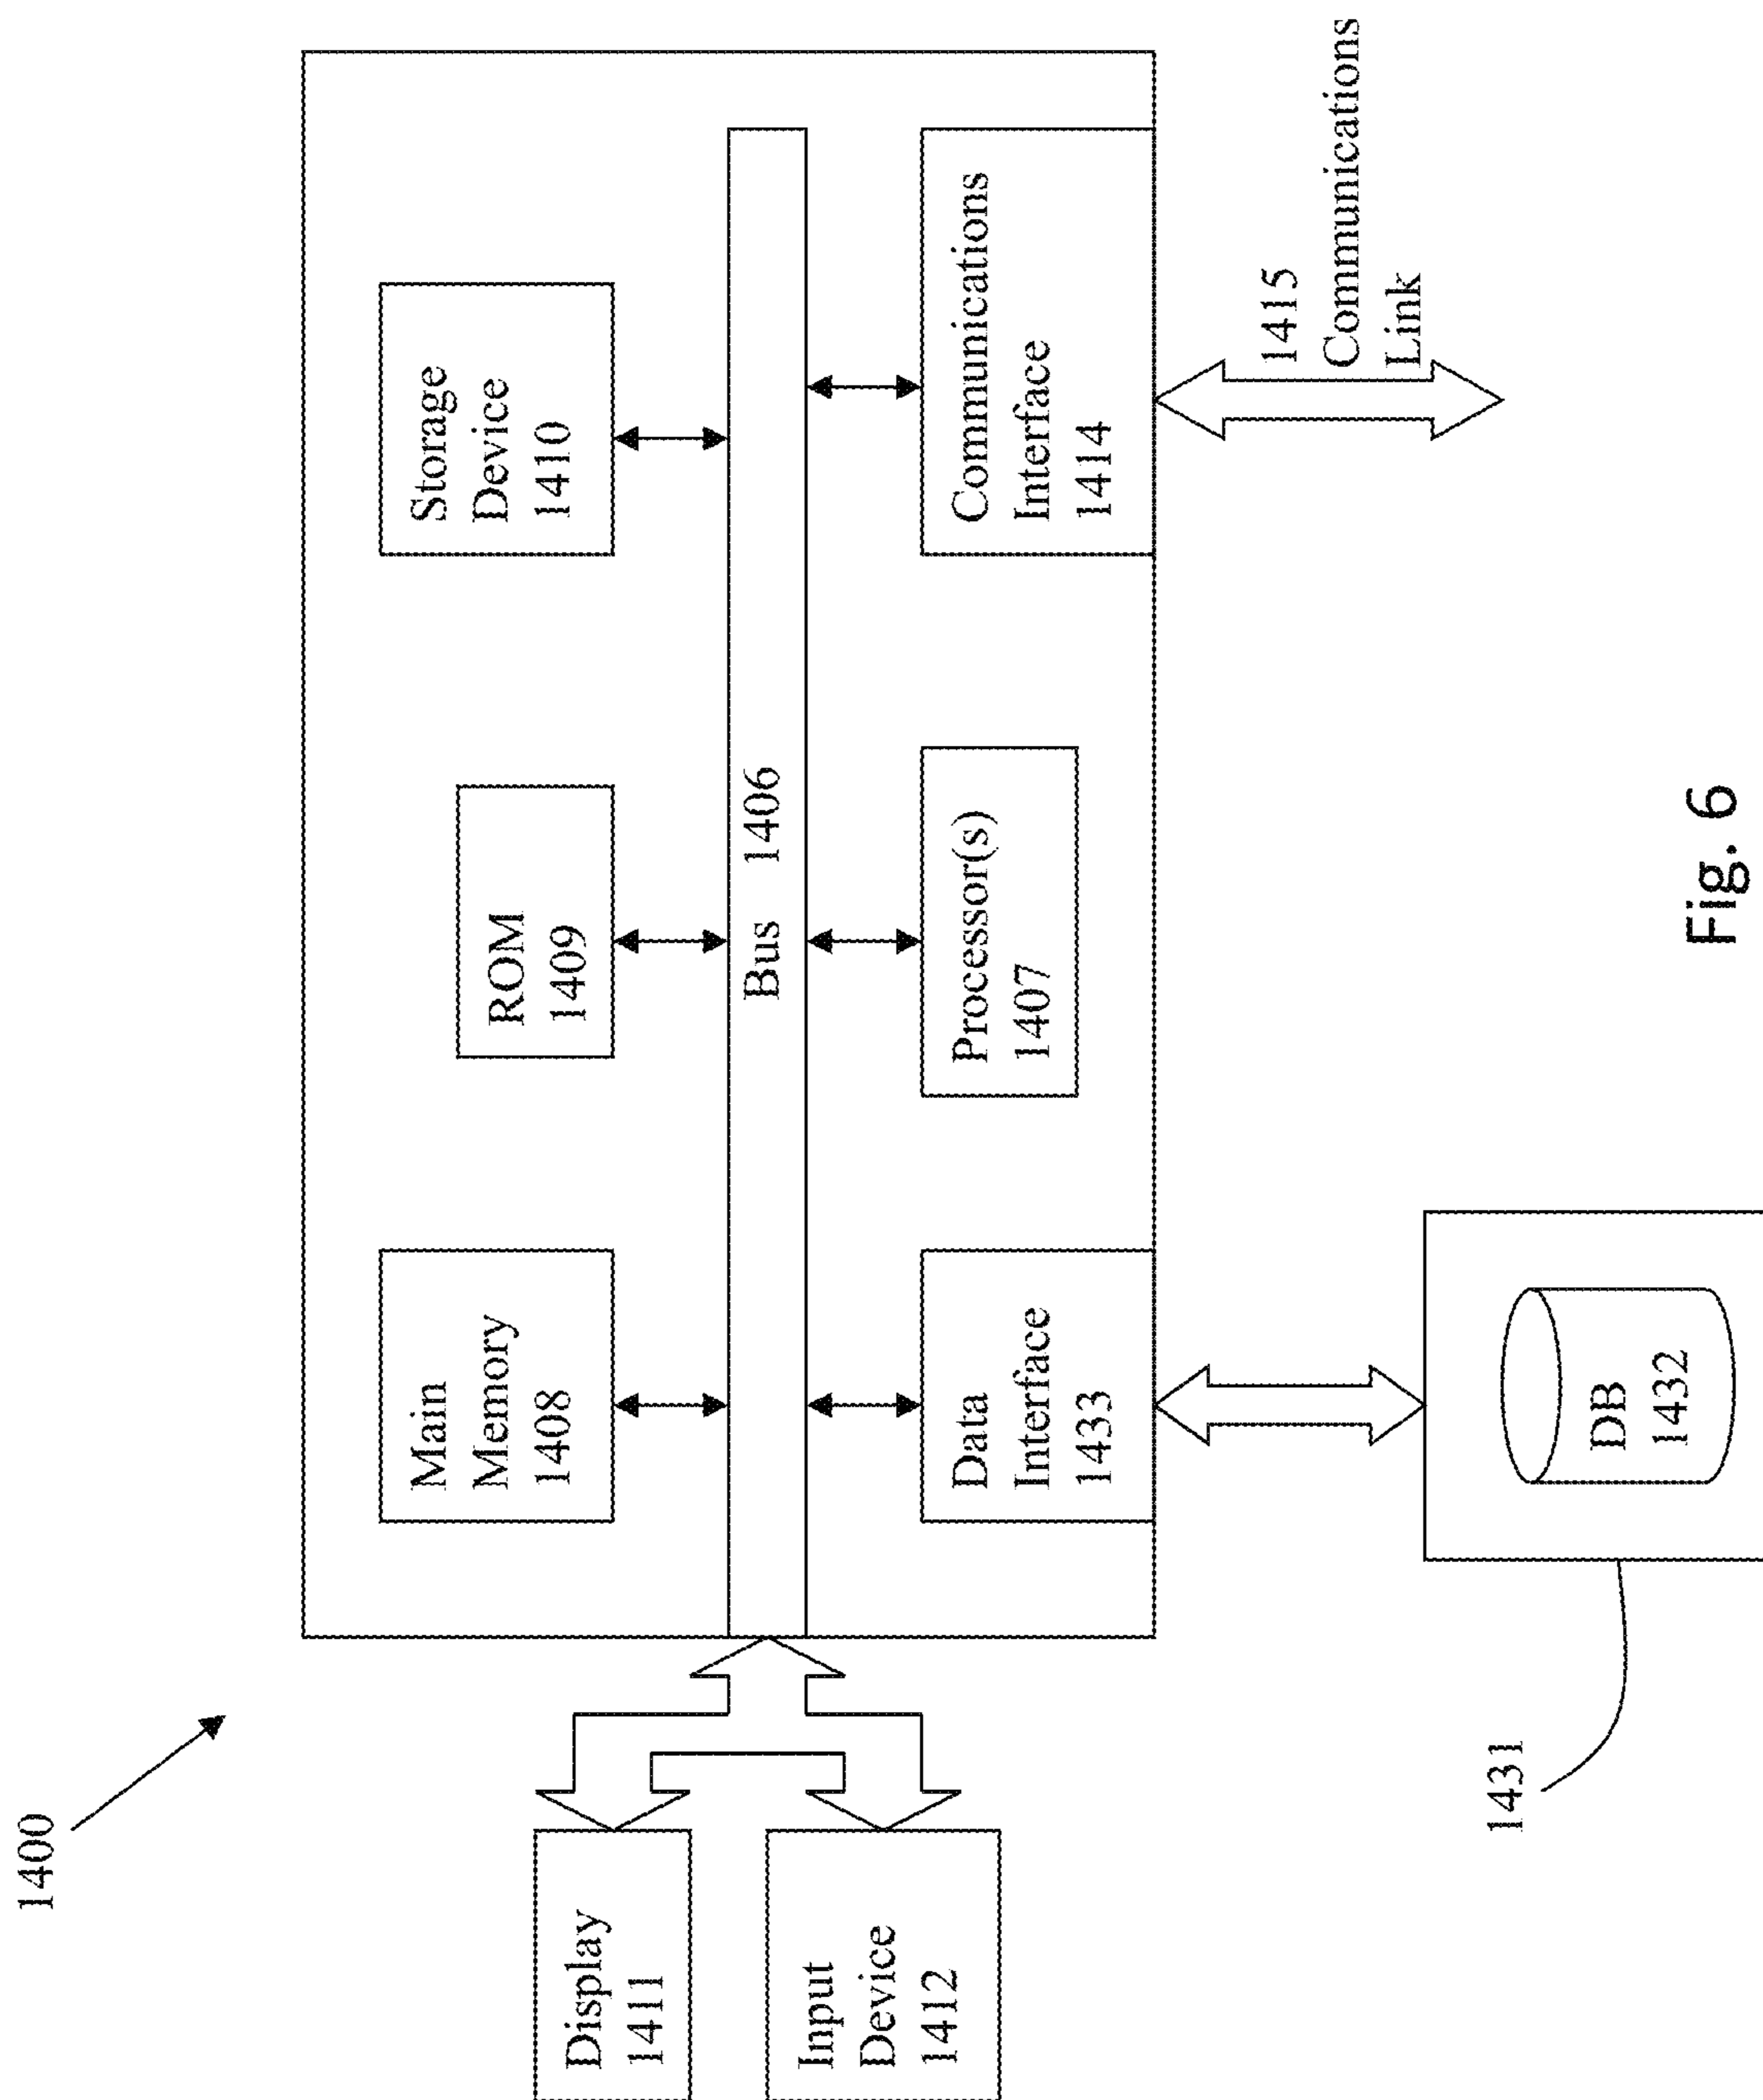 1400
Display
1411
Input
Device
1412
Main
Memory
1408
ROM
1409
Storage
Device
1410
Bus 1406
Data
Interface
1433
Processor(s)
1407
Communications
Interface
1414
1415
Communications
Link
1431
DB
1432
Fig. 6